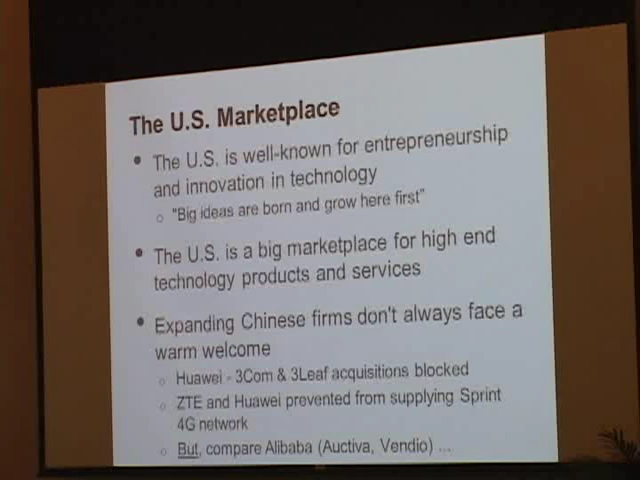 The U.S. Marketplace
• The U.S. is well-known for entrepreneurship
and innovation in technology
○ "Big ideas are born and grow here first"
• The U.S. is a big marketplace for high end
technology products and services
• Expanding Chinese firms don't always face a
warm welcome
○ Huawei - 3Com & 3Leaf acquisitions blocked
○ ZTE and Huawei prevented from supplying Sprint
4G network
○ But, compare Alibaba (Auctiva, Vendio) ...